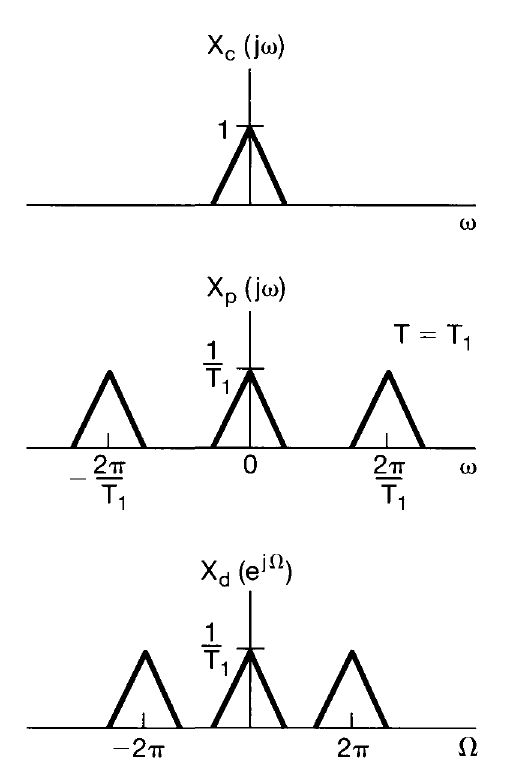 X_c (jω)
1
ω
X_p (jω)
T = T_1
1/T_1
-2π/T_1 0 2π/T_1 ω
X_d (e^{jΩ})
1/T_1
-2π 2π Ω